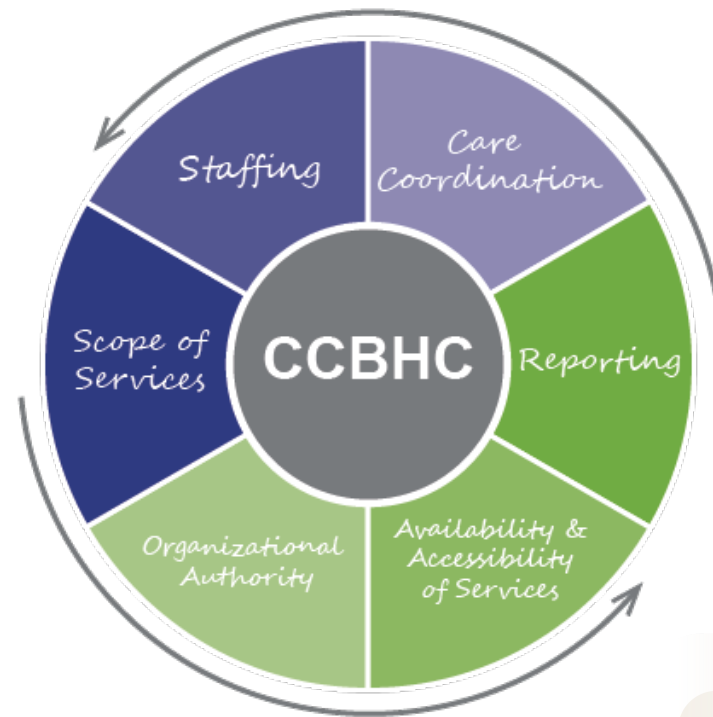 Staffing
Care
Coordination
Scope of
Services
CCBHC
Reporting
Organizational
Authority
Availability &
Accessibility
of Services